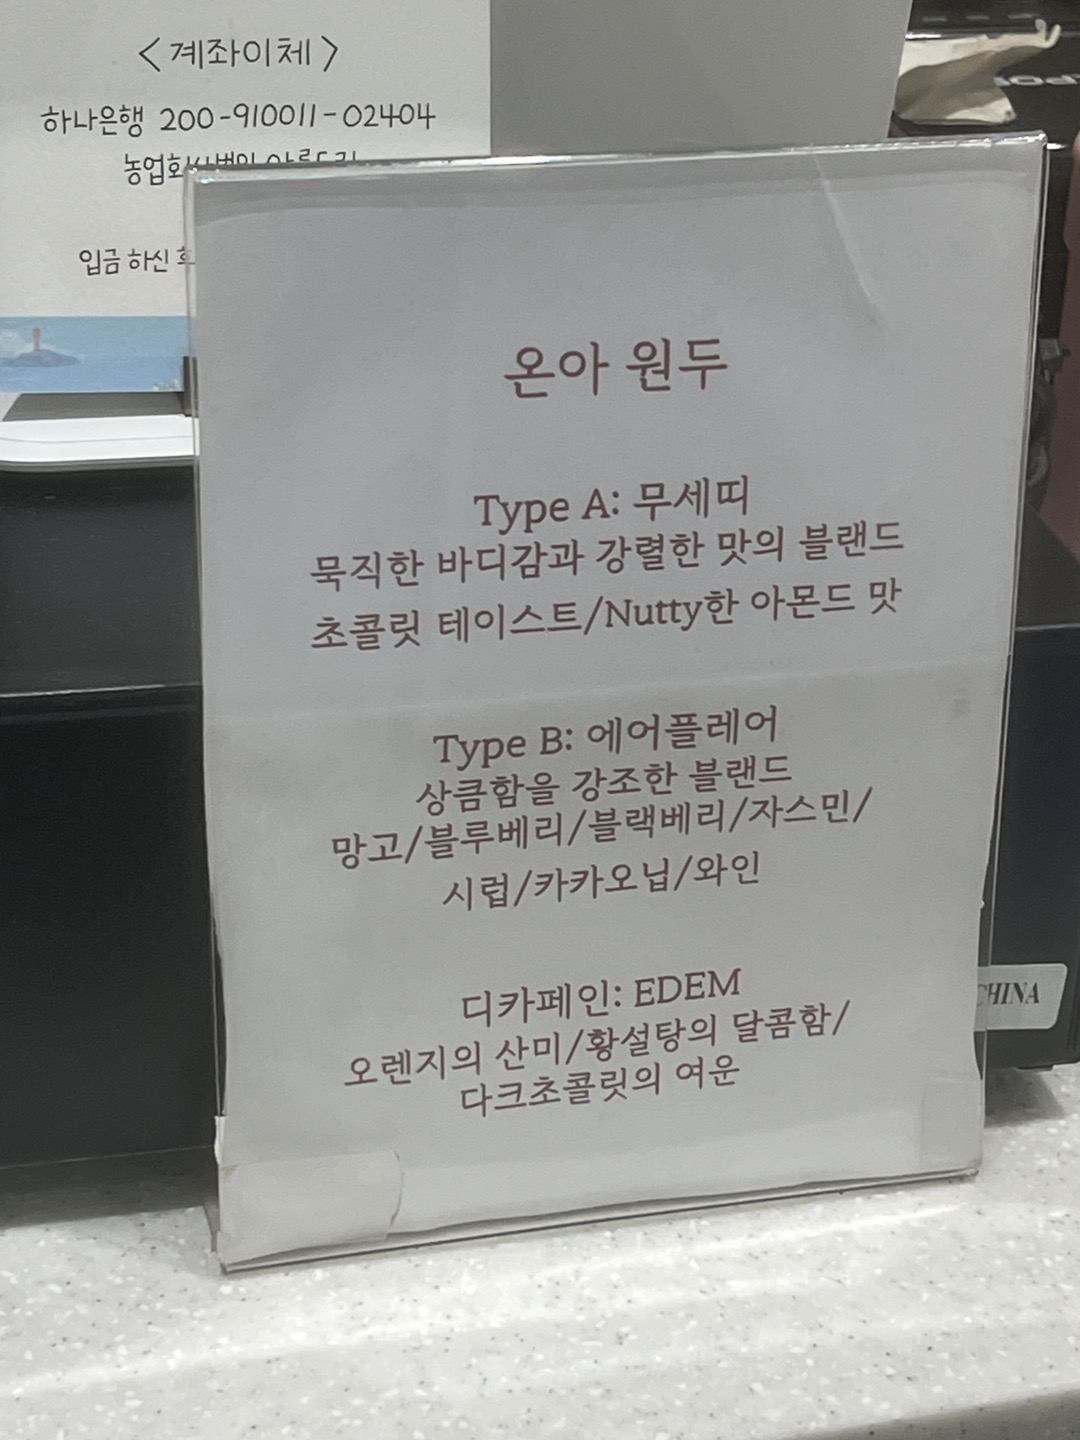 <계좌이체>
하나은행 200-910011-02404
입금 하신
온아 원두
Type A: 무세띠
묵직한 바디감과 강렬한 맛의 블랜드
초콜릿 테이스트/Nutty한 아몬드 맛
Type B: 에어플레어
상큼함을 강조한 블랜드
망고/블루베리/블랙베리/자스민/
시럽/카카오닙/와인
디카페인: EDEM
오렌지의 산미/황설탕의 달콤함/
다크초콜릿의 여운
CHINA